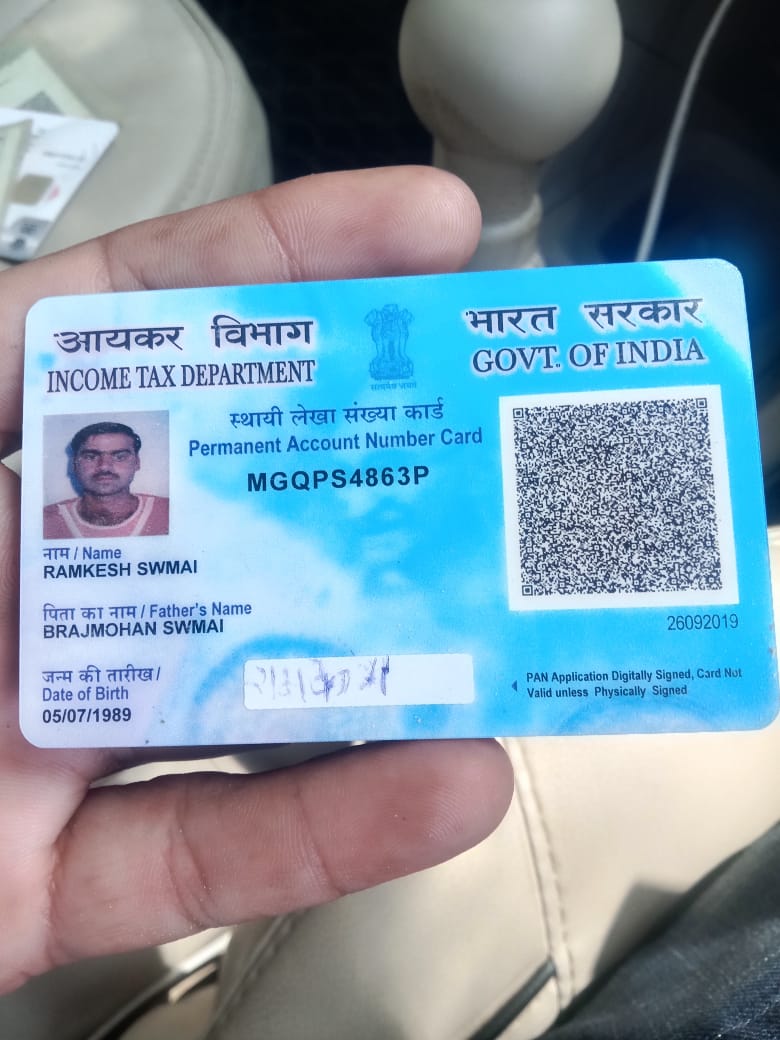 आयकर विभाग
INCOME TAX DEPARTMENT
भारत सरकार
GOVT. OF INDIA
सत्यमेव जयते
स्थायी लेखा संख्या कार्ड
Permanent Account Number Card
MGQPS4863P
नाम / Name
RAMKESH SWMAI
पिता का नाम / Father's Name
BRAJMOHAN SWMAI
26092019
जन्म की तारीख /
Date of Birth
05/07/1989
रामकेश
PAN Application Digitally Signed, Card Not
Valid unless Physically Signed